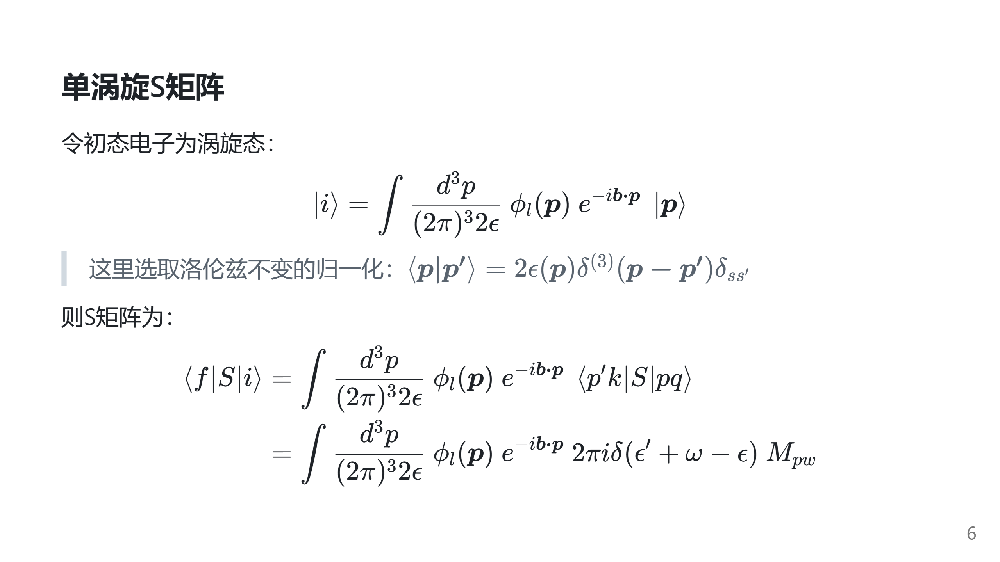 单涡旋S矩阵
令初态电子为涡旋态：
$$|i\rangle = \int \frac{d^3p}{(2\pi)^3 2\epsilon} \, \phi_l(\boldsymbol{p}) \, e^{-i\boldsymbol{b}\cdot\boldsymbol{p}} \, |\boldsymbol{p}\rangle$$
这里选取洛伦兹不变的归一化：$\langle \boldsymbol{p}|\boldsymbol{p'}\rangle = 2\epsilon(\boldsymbol{p})\delta^{(3)}(\boldsymbol{p}-\boldsymbol{p'})\delta_{ss'}$
则S矩阵为：
$$\langle f|S|i\rangle = \int \frac{d^3p}{(2\pi)^3 2\epsilon} \, \phi_l(\boldsymbol{p}) \, e^{-i\boldsymbol{b}\cdot\boldsymbol{p}} \, \langle p'k|S|pq\rangle$$
$$= \int \frac{d^3p}{(2\pi)^3 2\epsilon} \, \phi_l(\boldsymbol{p}) \, e^{-i\boldsymbol{b}\cdot\boldsymbol{p}} \, 2\pi i\delta(\epsilon' + \omega - \epsilon) \, M_{pw}$$
6